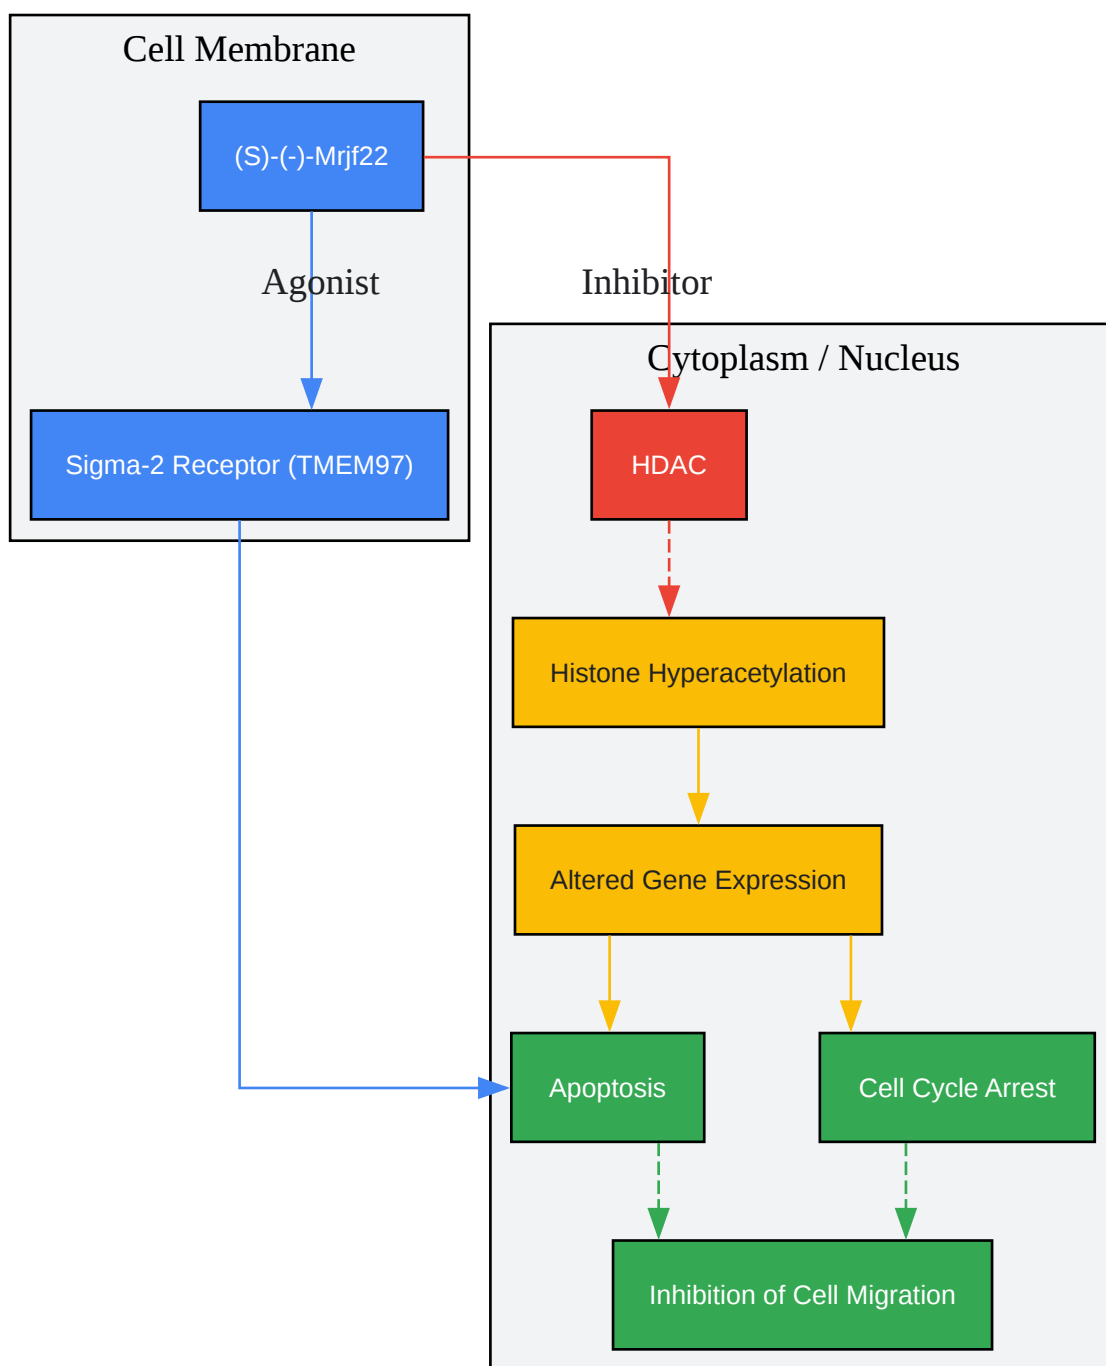 Cell Membrane
(S)-(-)-Mrjf22
Agonist
Inhibitor
Cytoplasm / Nucleus
Sigma-2 Receptor (TMEM97)
HDAC
Histone Hyperacetylation
Altered Gene Expression
Apoptosis
Cell Cycle Arrest
Inhibition of Cell Migration